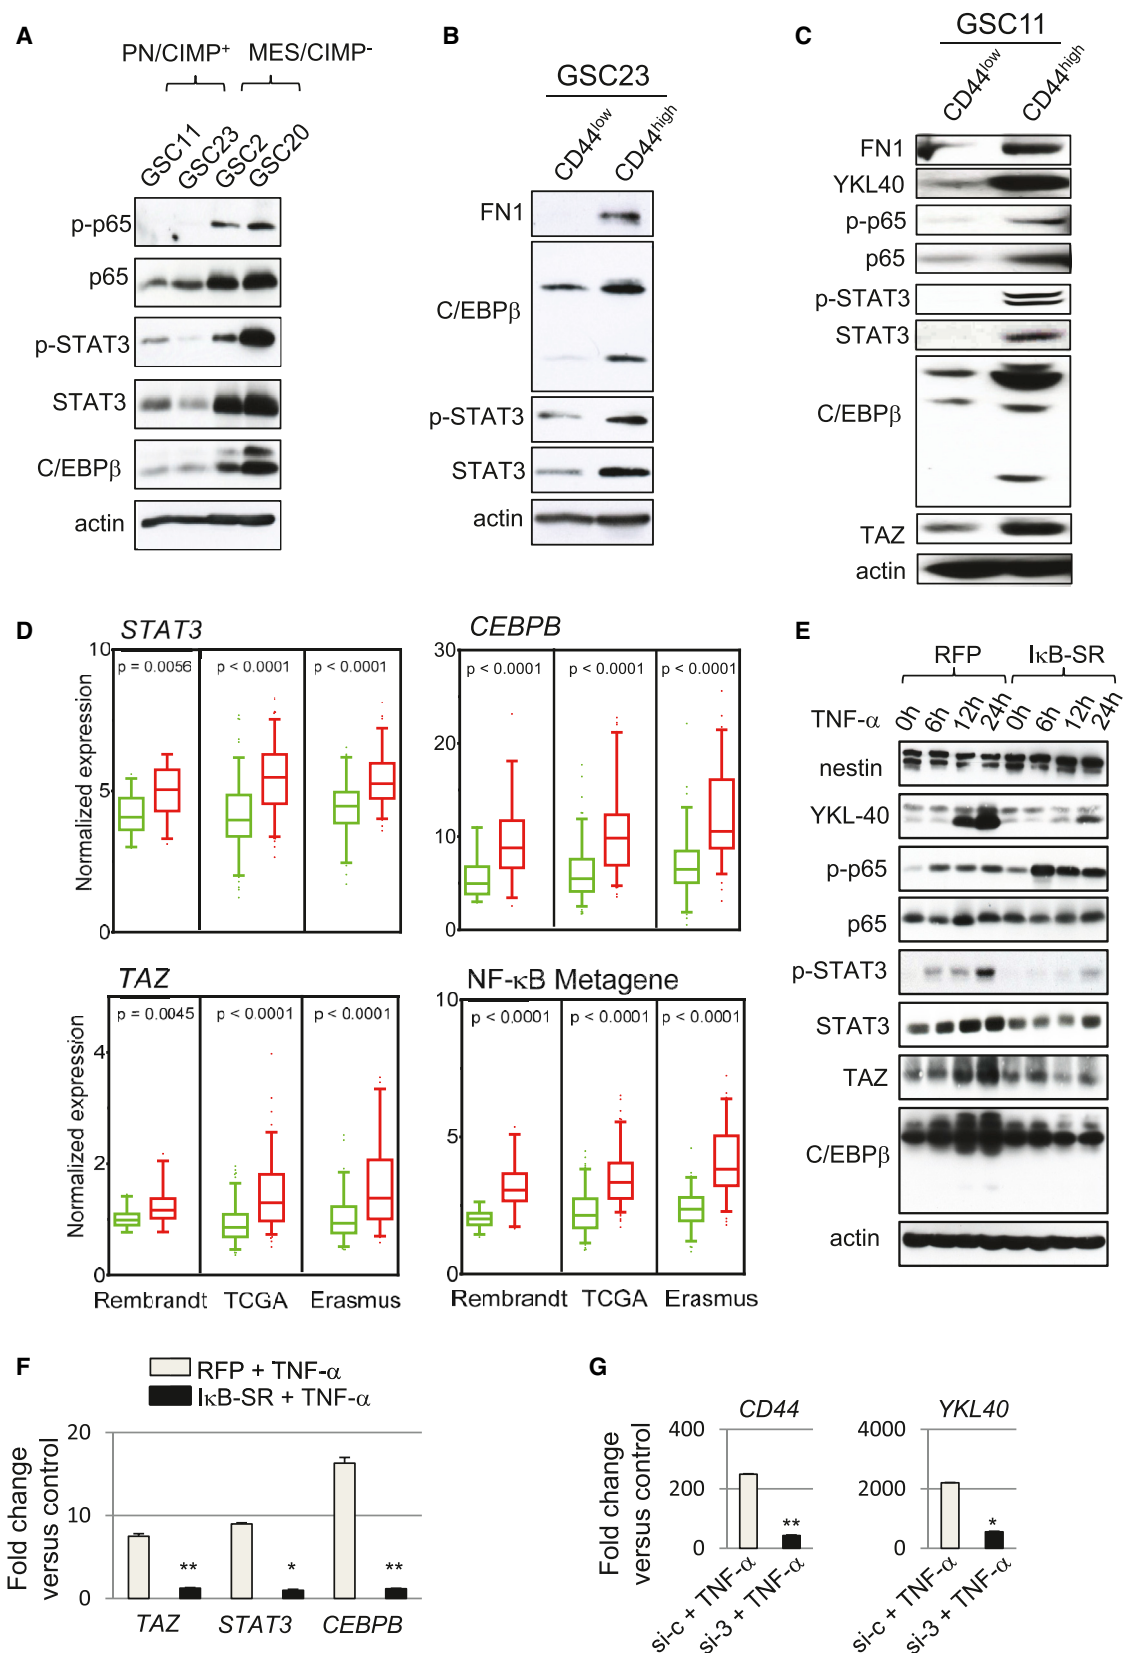 A
PN/CIMP+ MES/CIMP-
GSC11 GSC23 GSC2 GSC20
p-p65
p65
p-STAT3
STAT3
C/EBPβ
actin
B
GSC23
CD44low CD44high
FN1
C/EBPβ
p-STAT3
STAT3
actin
C
GSC11
CD44low CD44high
FN1
YKL40
p-p65
p65
p-STAT3
STAT3
C/EBPβ
TAZ
actin
D
STAT3
Normalized expression
10
5
0
p = 0.0056 p < 0.0001 p < 0.0001
CEBPB
30
20
10
0
p < 0.0001 p < 0.0001 p < 0.0001
TAZ
Normalized expression
4
2
0
p = 0.0045 p < 0.0001 p < 0.0001
Rembrandt TCGA Erasmus
NF-κB Metagene
10
5
0
p < 0.0001 p < 0.0001 p < 0.0001
Rembrandt TCGA Erasmus
E
RFP IκB-SR
TNF-α 0h 6h 12h 24h 0h 6h 12h 24h
nestin
YKL-40
p-p65
p65
p-STAT3
STAT3
TAZ
C/EBPβ
actin
F
RFP + TNF-α
IκB-SR + TNF-α
Fold change
versus control
20
10
0
** * **
TAZ STAT3 CEBPB
G
Fold change
versus control
CD44
400
200
0
**
si-c + TNF-α si-3 + TNF-α
YKL40
4000
2000
0
*
si-c + TNF-α si-3 + TNF-α